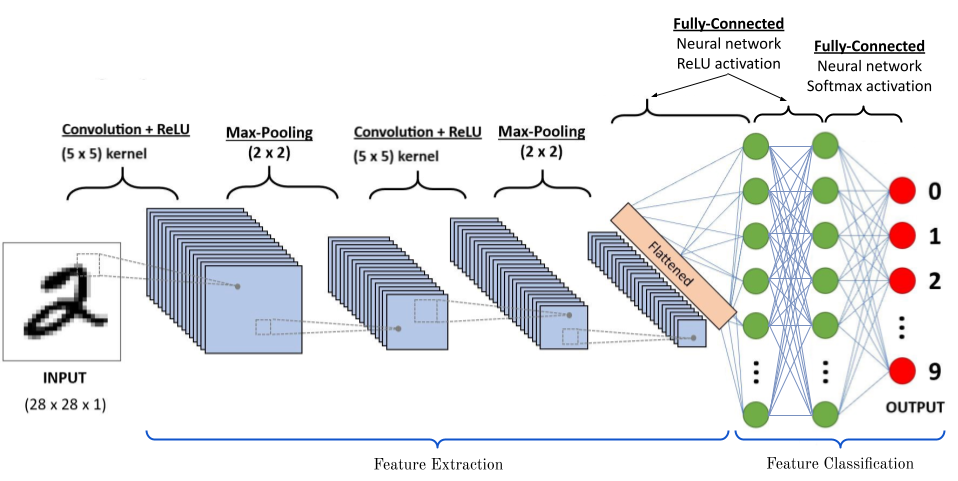 Fully-Connected
Neural network
ReLU activation
Fully-Connected
Neural network
Softmax activation
Convolution + ReLU
(5 x 5) kernel
Max-Pooling
(2 x 2)
Convolution + ReLU
(5 x 5) kernel
Max-Pooling
(2 x 2)
Flattened
0
1
2
9
INPUT
(28 x 28 x 1)
OUTPUT
Feature Extraction
Feature Classification